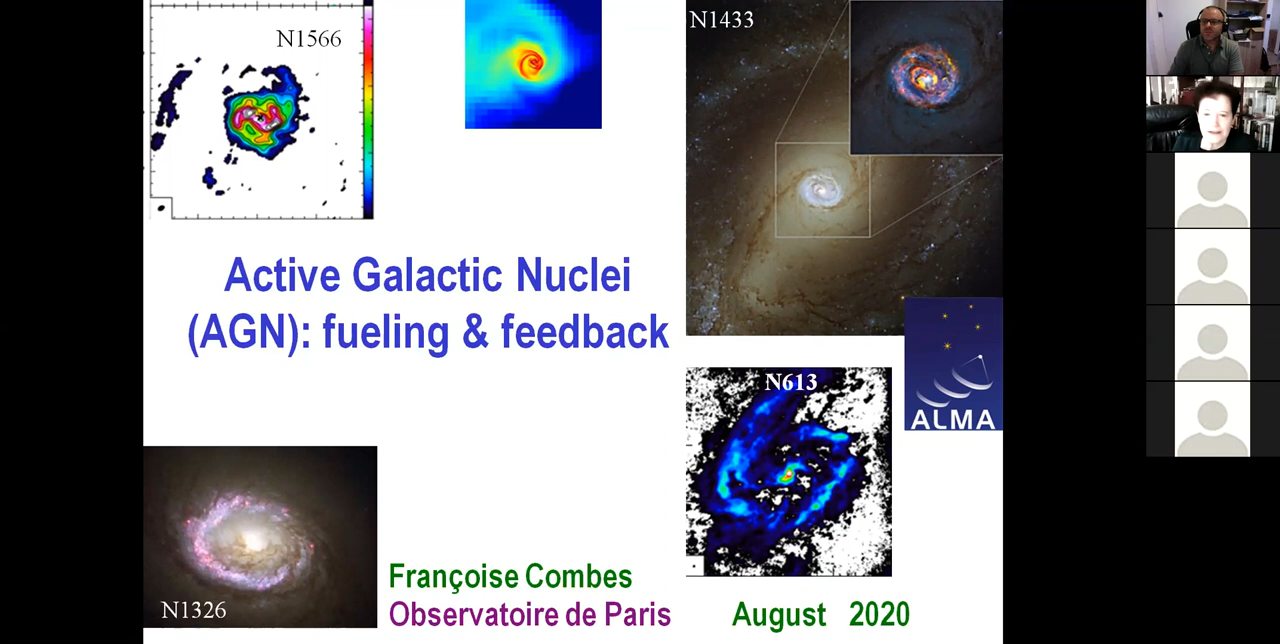 N1566
N1433
Active Galactic Nuclei
(AGN): fueling & feedback
N613
ALMA
N1326
Françoise Combes
Observatoire de Paris
August 2020